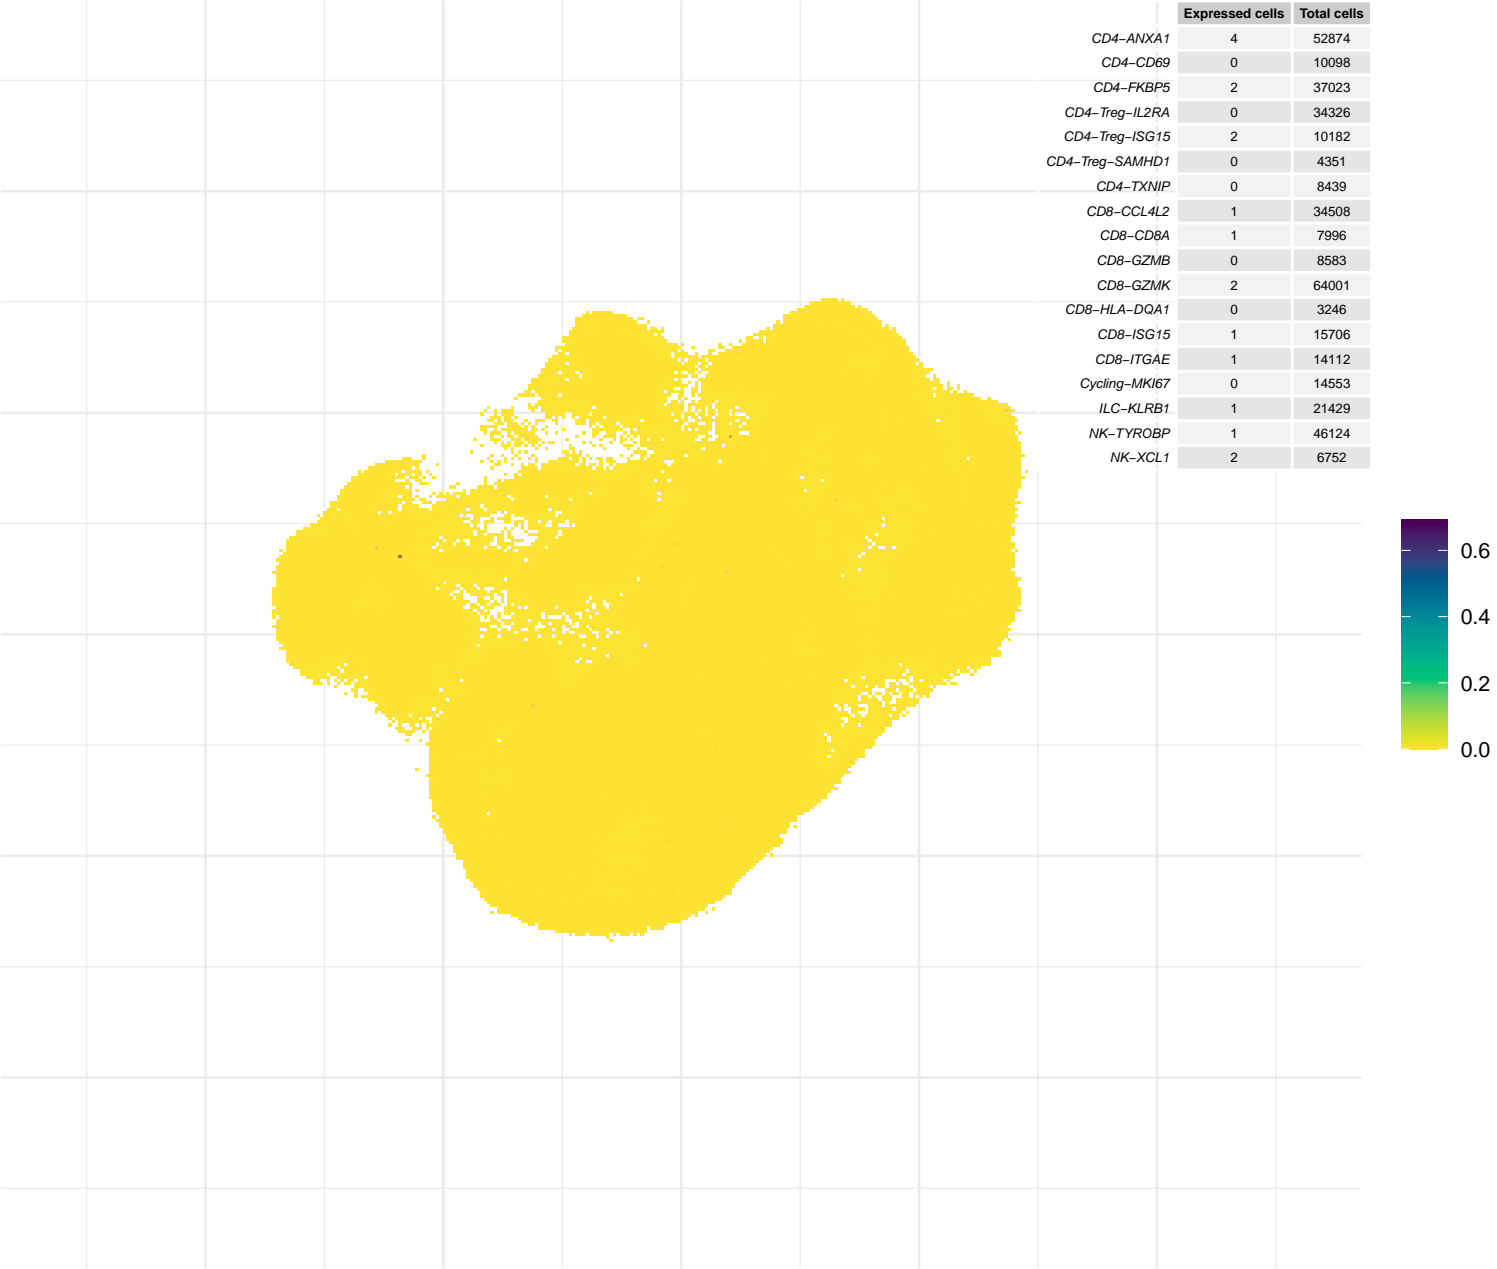 Expressed cells Total cells
CD4−ANXA1 4 52874
CD4−CD69 0 10098
CD4−FKBP5 2 37023
CD4−Treg−IL2RA 0 34326
CD4−Treg−ISG15 2 10182
CD4−Treg−SAMHD1 0 4351
CD4−TXNIP 0 8439
CD8−CCL4L2 1 34508
CD8−CD8A 1 7996
CD8−GZMB 0 8583
CD8−GZMK 2 64001
CD8−HLA−DQA1 0 3246
CD8−ISG15 1 15706
CD8−ITGAE 1 14112
Cycling−MKI67 0 14553
ILC−KLRB1 1 21429
NK−TYROBP 1 46124
NK−XCL1 2 6752
0.6
0.4
0.2
0.0